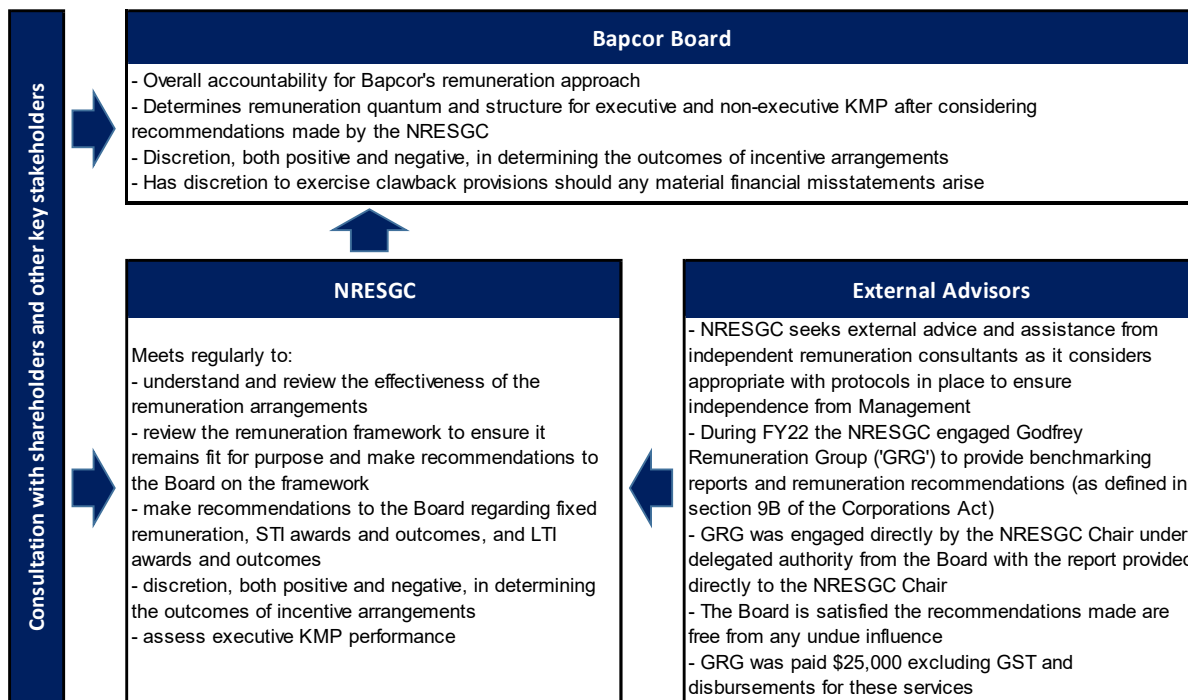 Consultation with shareholders and other key stakeholders
Bapcor Board
- Overall accountability for Bapcor's remuneration approach
- Determines remuneration quantum and structure for executive and non-executive KMP after considering
recommendations made by the NRESGC
- Discretion, both positive and negative, in determining the outcomes of incentive arrangements
- Has discretion to exercise clawback provisions should any material financial misstatements arise
NRESGC
Meets regularly to:
- understand and review the effectiveness of the
remuneration arrangements
- review the remuneration framework to ensure it
remains fit for purpose and make recommendations to
the Board on the framework
- make recommendations to the Board regarding fixed
remuneration, STI awards and outcomes, and LTI
awards and outcomes
- discretion, both positive and negative, in determining
the outcomes of incentive arrangements
- assess executive KMP performance
External Advisors
- NRESGC seeks external advice and assistance from
independent remuneration consultants as it considers
appropriate with protocols in place to ensure
independence from Management
- During FY22 the NRESGC engaged Godfrey
Remuneration Group ('GRG') to provide benchmarking
reports and remuneration recommendations (as defined in
section 9B of the Corporations Act)
- GRG was engaged directly by the NRESGC Chair under
delegated authority from the Board with the report provided
directly to the NRESGC Chair
- The Board is satisfied the recommendations made are
free from any undue influence
- GRG was paid $25,000 excluding GST and
disbursements for these services